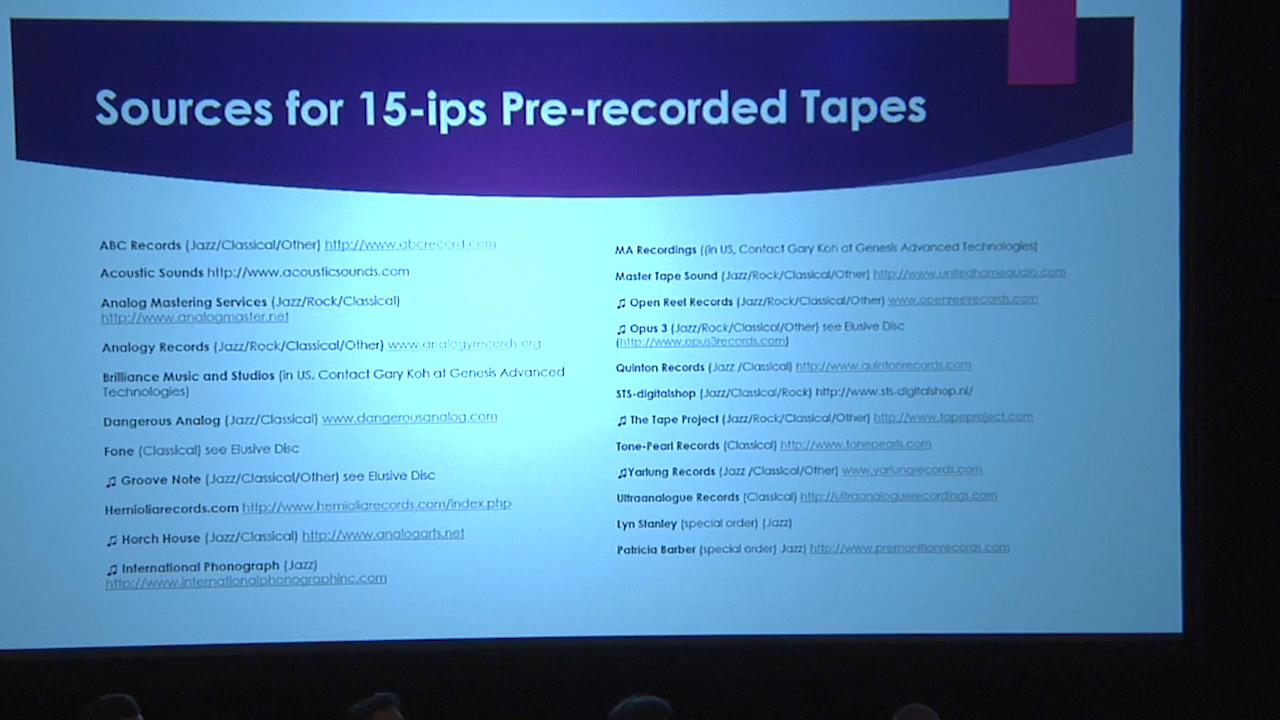 Sources for 15-ips Pre-recorded Tapes
ABC Records (Jazz/Classical/Other) http://www.abcrecord.com
Acoustic Sounds http://www.acousticsounds.com
Analog Mastering Services (Jazz/Rock/Classical)
http://www.analogmaster.net
Analogy Records (Jazz/Rock/Classical/Other) www.analogyrecords.org
Brilliance Music and Studios (in US, Contact Gary Koh at Genesis Advanced
Technologies)
Dangerous Analog (Jazz/Classical) www.dangerousanalog.com
Fone (Classical) see Elusive Disc
♫ Groove Note (Jazz/Classical/Other) see Elusive Disc
Hemioliarecords.com http://www.hemioliarecords.com/index.php
♫ Horch House (Jazz/Classical) http://www.analogarts.net
♫ International Phonograph (Jazz)
http://www.internationalphonographinc.com
MA Recordings ((in US, Contact Gary Koh at Genesis Advanced Technologies)
Master Tape Sound (Jazz/Rock/Classical/Other) http://www.unitedhomeaudio.com
♫ Open Reel Records (Jazz/Rock/Classical/Other) www.openreelrecords.com
♫ Opus 3 (Jazz/Rock/Classical/Other) see Elusive Disc
(http://www.opus3records.com)
Quinton Records (Jazz /Classical) http://www.quintonrecords.com
STS-digitalshop (Jazz/Classical/Rock) http://www.sts-digitalshop.nl/
♫ The Tape Project (Jazz/Rock/Classical/Other) http://www.tapeproject.com
Tone-Pearl Records (Classical) http://www.tonepearls.com
♫Yarlung Records (Jazz /Classical/Other) www.yarlungrecords.com
Ultraanalogue Records (Classical) http://ultraanaloguerecordings.com
Lyn Stanley (special order) (Jazz)
Patricia Barber (special order) Jazz) http://www.premonitionrecords.com